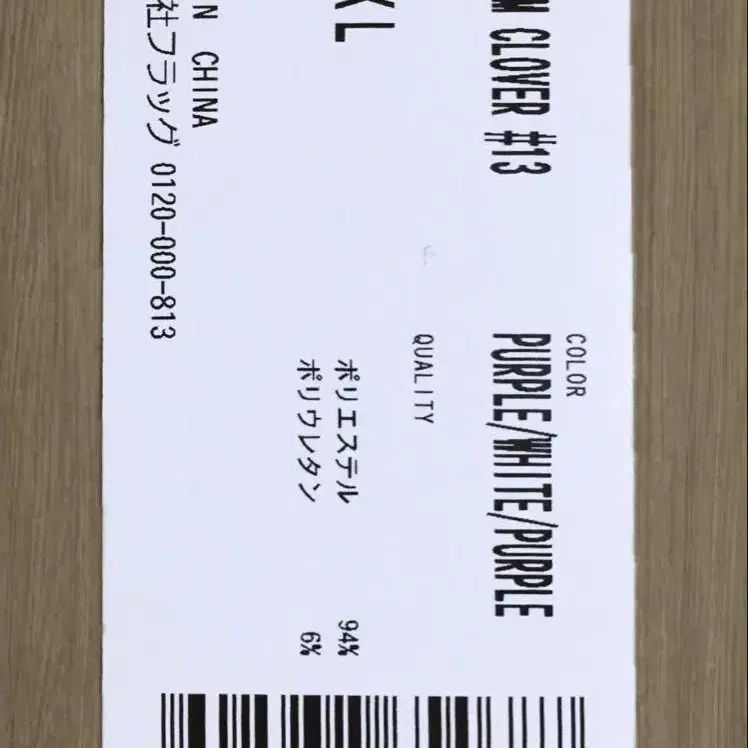 M CLOVER #13
COLOR
PURPLE/WHITE/PURPLE
XL
QUALITY
ポリエステル 94%
ポリウレタン 6%
N CHINA
社フラッグ 0120-000-813